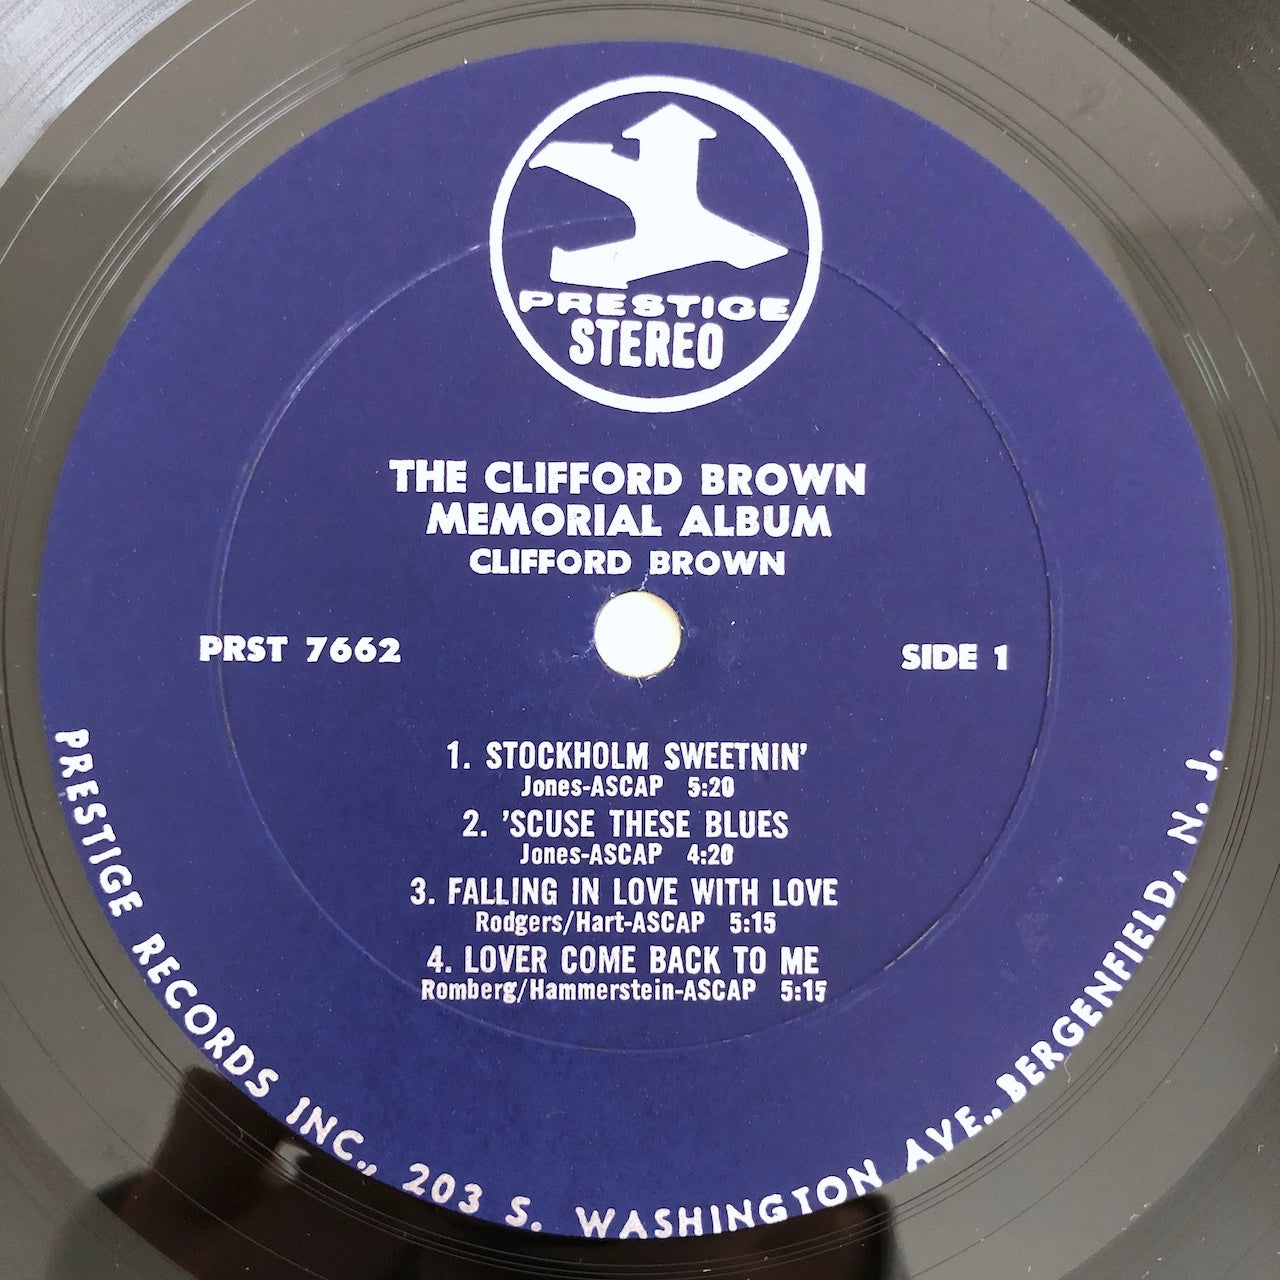 PRESTIGE
STEREO
THE CLIFFORD BROWN
MEMORIAL ALBUM
CLIFFORD BROWN
PRST 7662
SIDE 1
1. STOCKHOLM SWEETNIN'
Jones-ASCAP 5:20
2. 'SCUSE THESE BLUES
Jones-ASCAP 4:20
3. FALLING IN LOVE WITH LOVE
Rodgers/Hart-ASCAP 5:15
4. LOVER COME BACK TO ME
Romberg/Hammerstein-ASCAP 5:15
PRESTIGE RECORDS INC., 203 S. WASHINGTON AVE., BERGENFIELD, N. J.